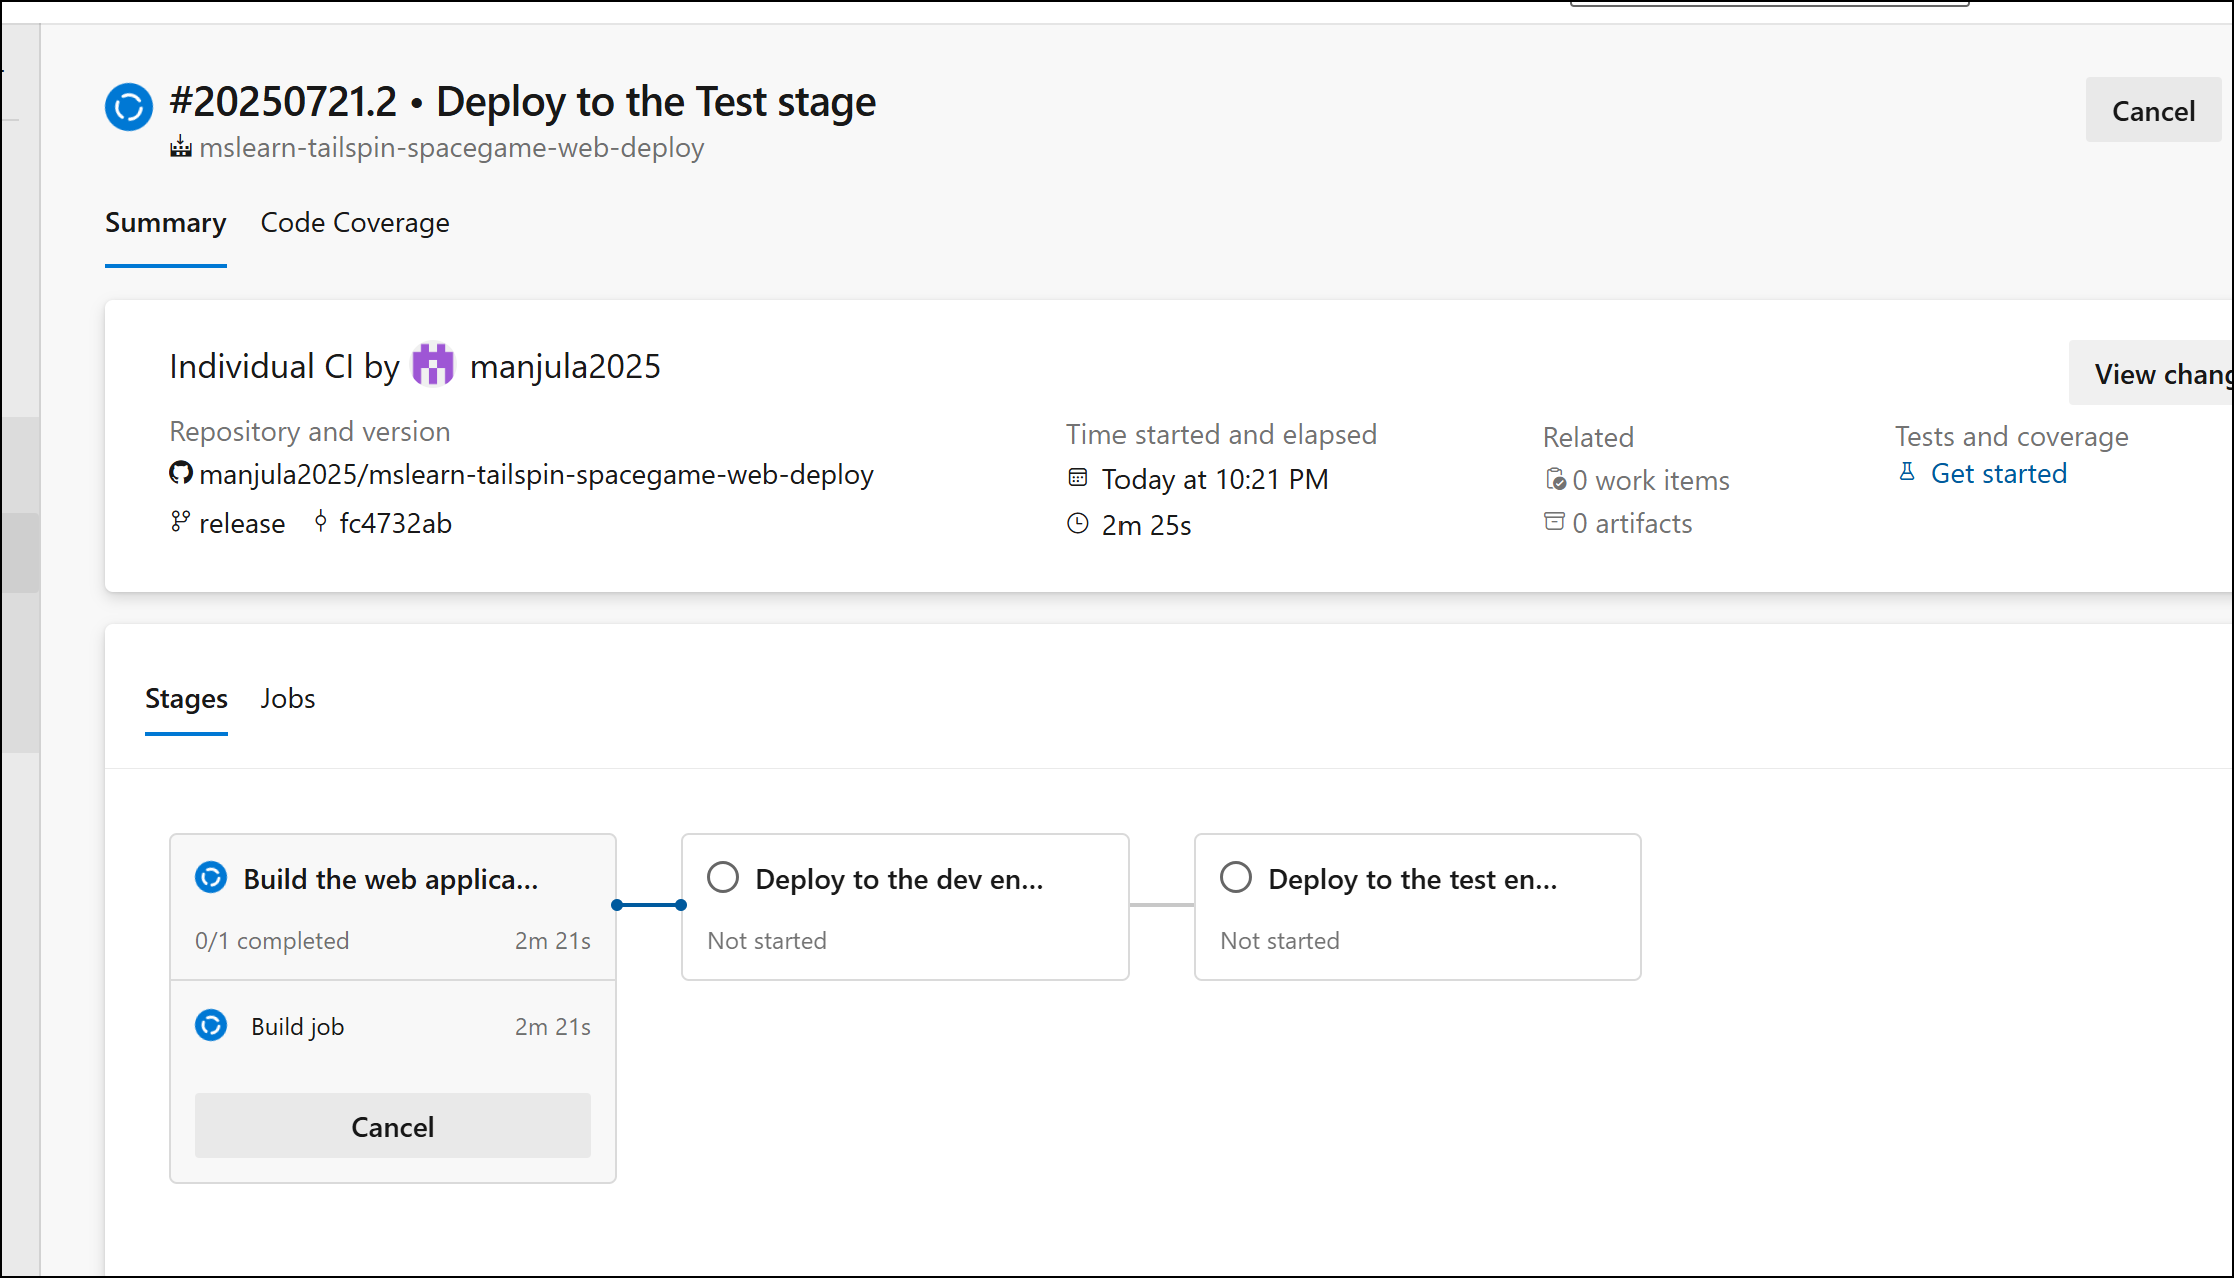 #20250721.2 • Deploy to the Test stage
Cancel
mslearn-tailspin-spacegame-web-deploy
Summary
Code Coverage
Individual CI by manjula2025
View chang
Repository and version
manjula2025/mslearn-tailspin-spacegame-web-deploy
release fc4732ab
Time started and elapsed
Today at 10:21 PM
2m 25s
Related
0 work items
0 artifacts
Tests and coverage
Get started
Stages
Jobs
Build the web applica...
0/1 completed 2m 21s
Build job 2m 21s
Cancel
Deploy to the dev en...
Not started
Deploy to the test en...
Not started